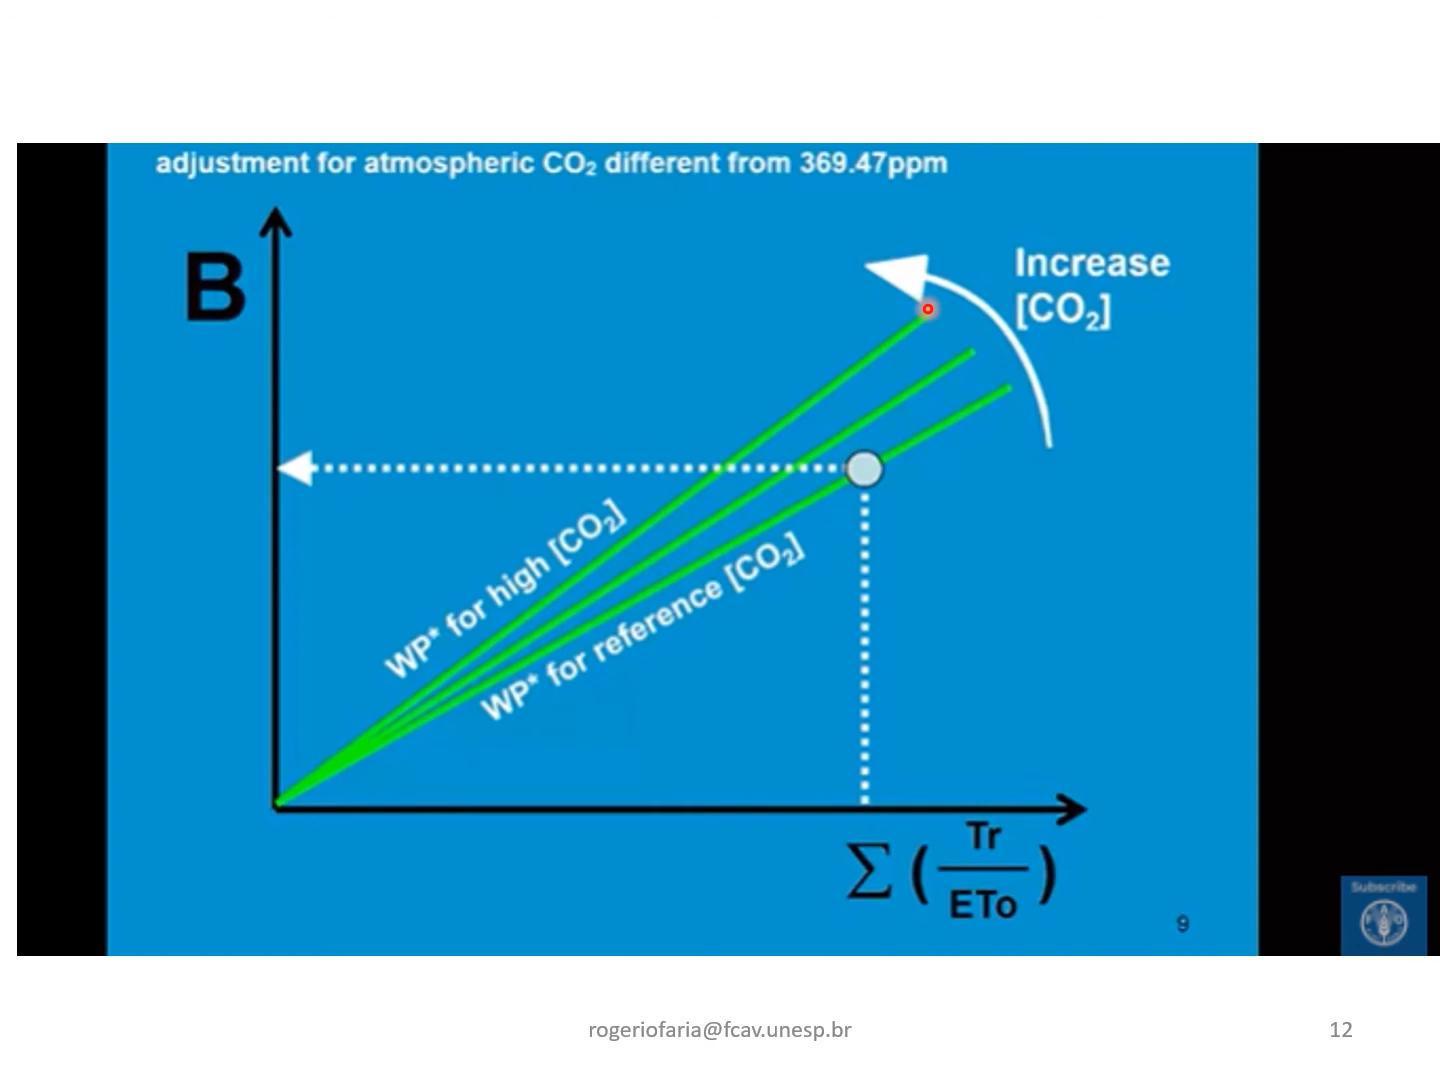 adjustment for atmospheric CO₂ different from 369.47ppm
B
Increase
[CO₂]
WP* for high [CO₂]
WP* for reference [CO₂]
∑ ( Tr / ETo )
9
Subscribe
F A O
rogeriofaria@fcav.unesp.br
12